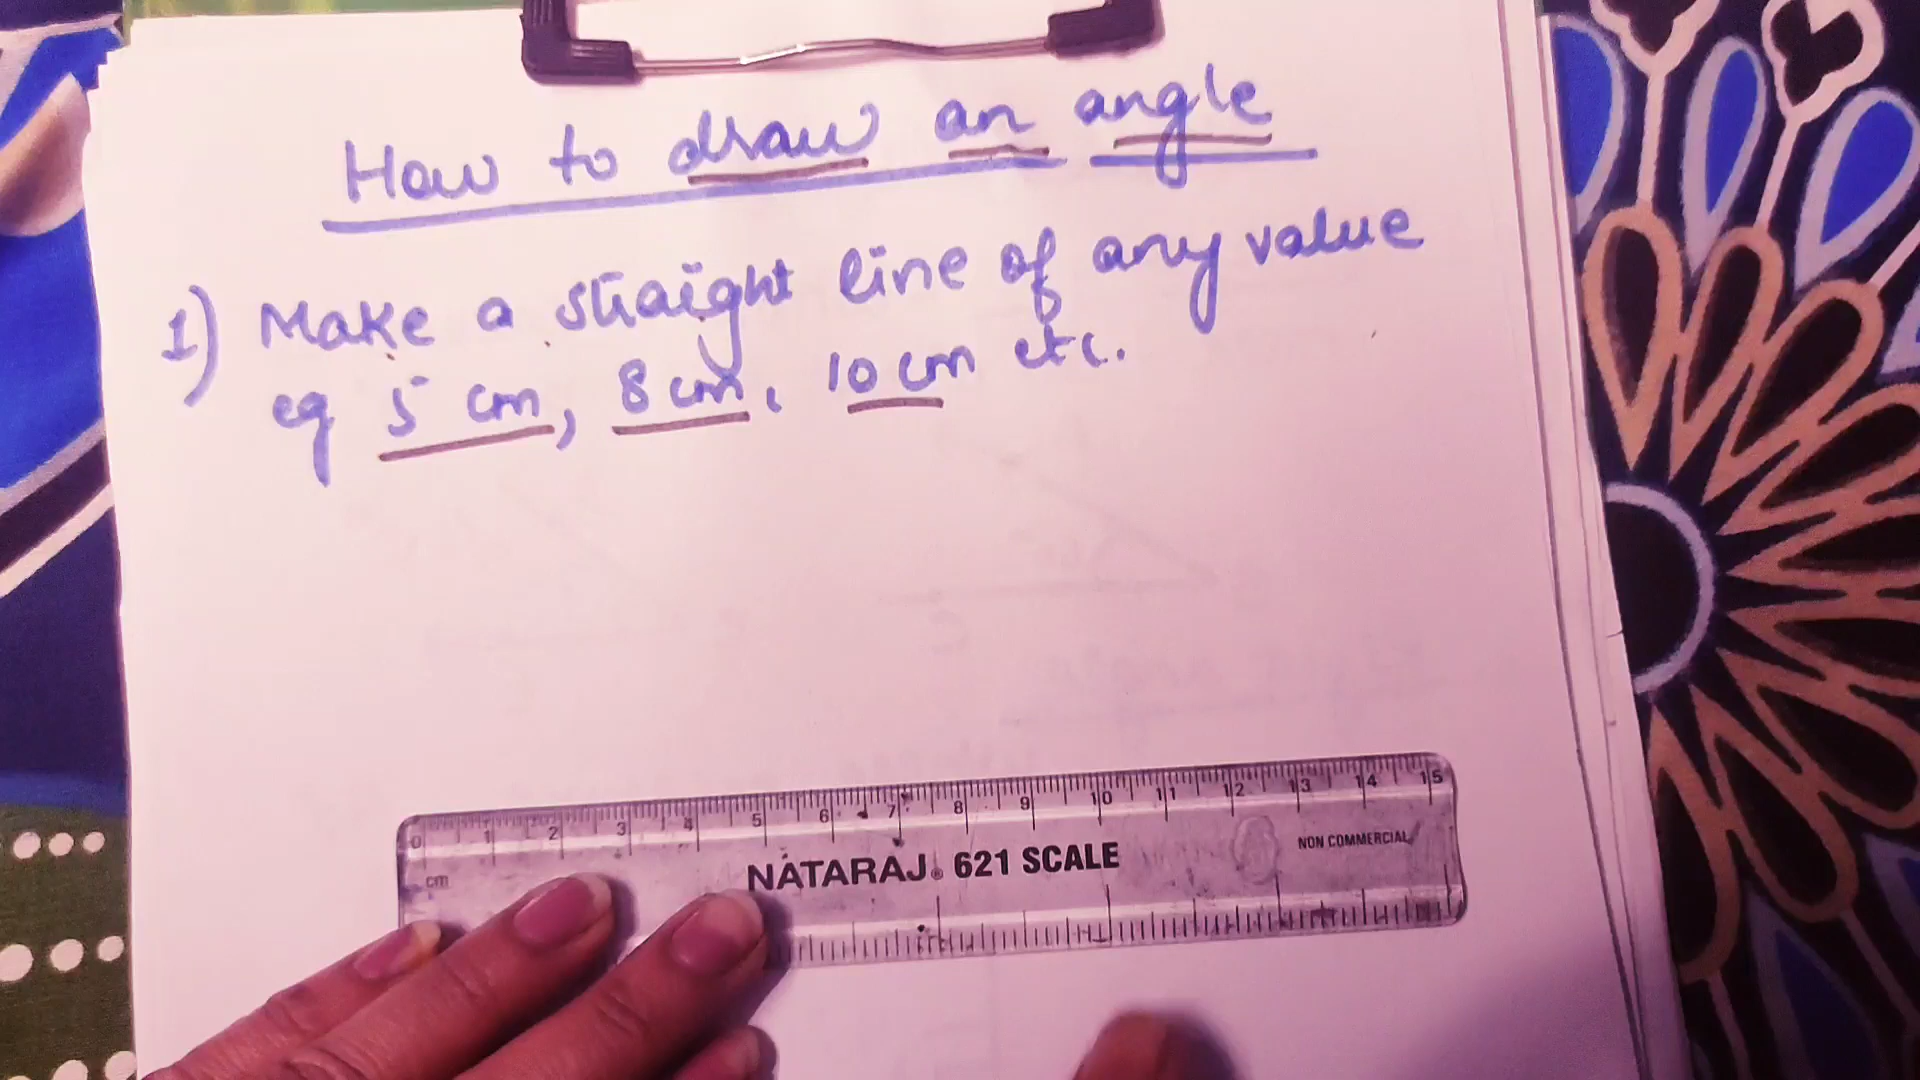 How to draw an angle
1) Make a straight line of any value
eg 5 cm, 8 cm, 10 cm etc.
0 1 2 3 4 5 6 7 8 9 10 11 12 13 14 15
cm
NATARAJ® 621 SCALE
NON COMMERCIAL